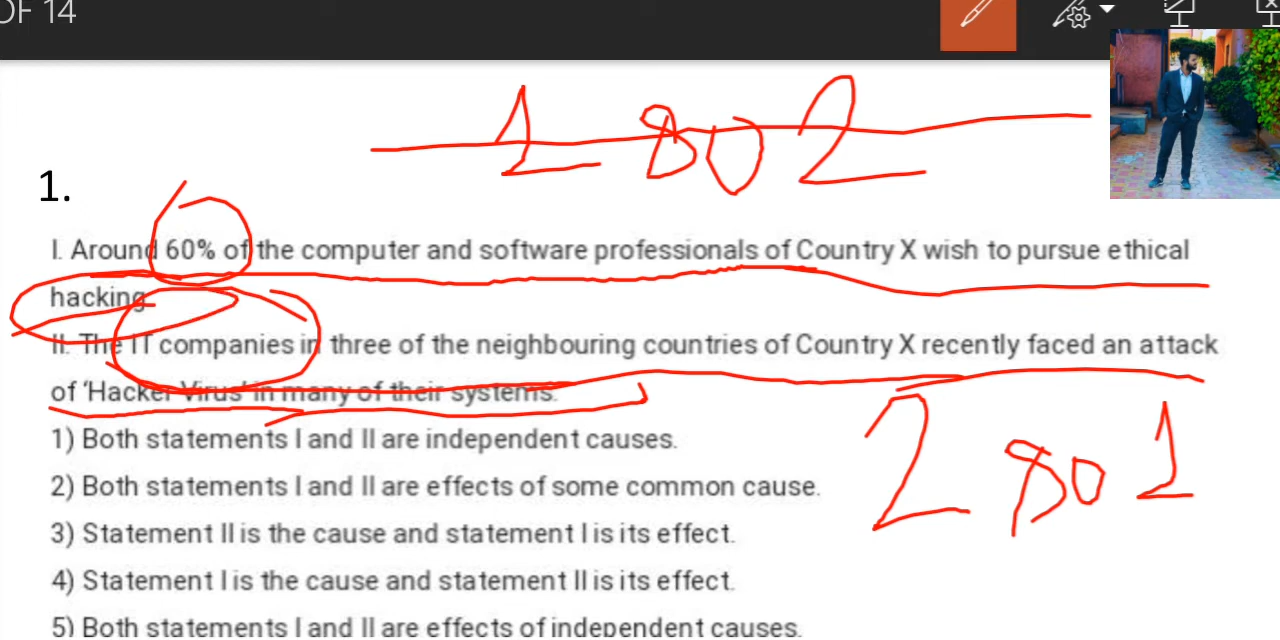 OF 14
1 so 2
1.
I. Around 60% of the computer and software professionals of Country X wish to pursue ethical
hacking.
II. The IT companies in three of the neighbouring countries of Country X recently faced an attack
of 'Hacker Virus' in many of their systems.
1) Both statements I and II are independent causes.
2) Both statements I and II are effects of some common cause.
2 so 1
3) Statement II is the cause and statement I is its effect.
4) Statement I is the cause and statement II is its effect.
5) Both statements I and II are effects of independent causes.